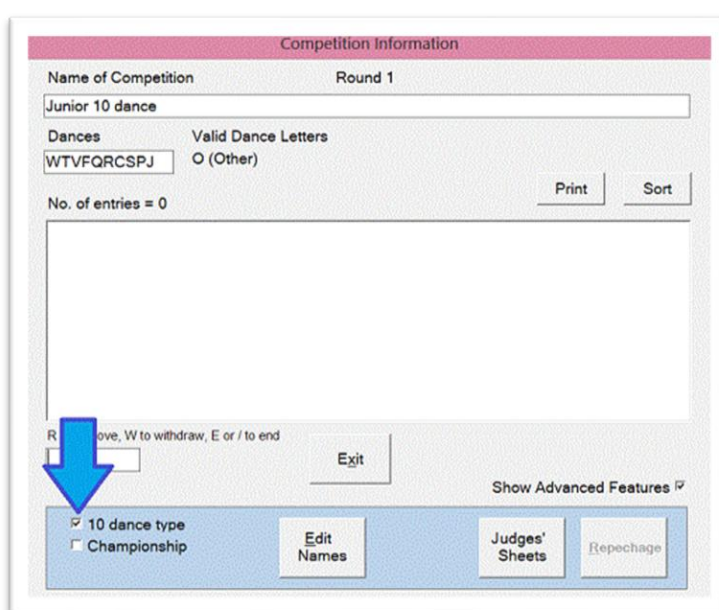 Competition Information
Name of Competition Round 1
Junior 10 dance
Dances Valid Dance Letters
WTVFQRCSPJ O (Other)
Print Sort
No. of entries = 0
R ove, W to withdraw, E or / to end
Exit
Show Advanced Features
10 dance type
Championship
Edit Names
Judges' Sheets
Repechage